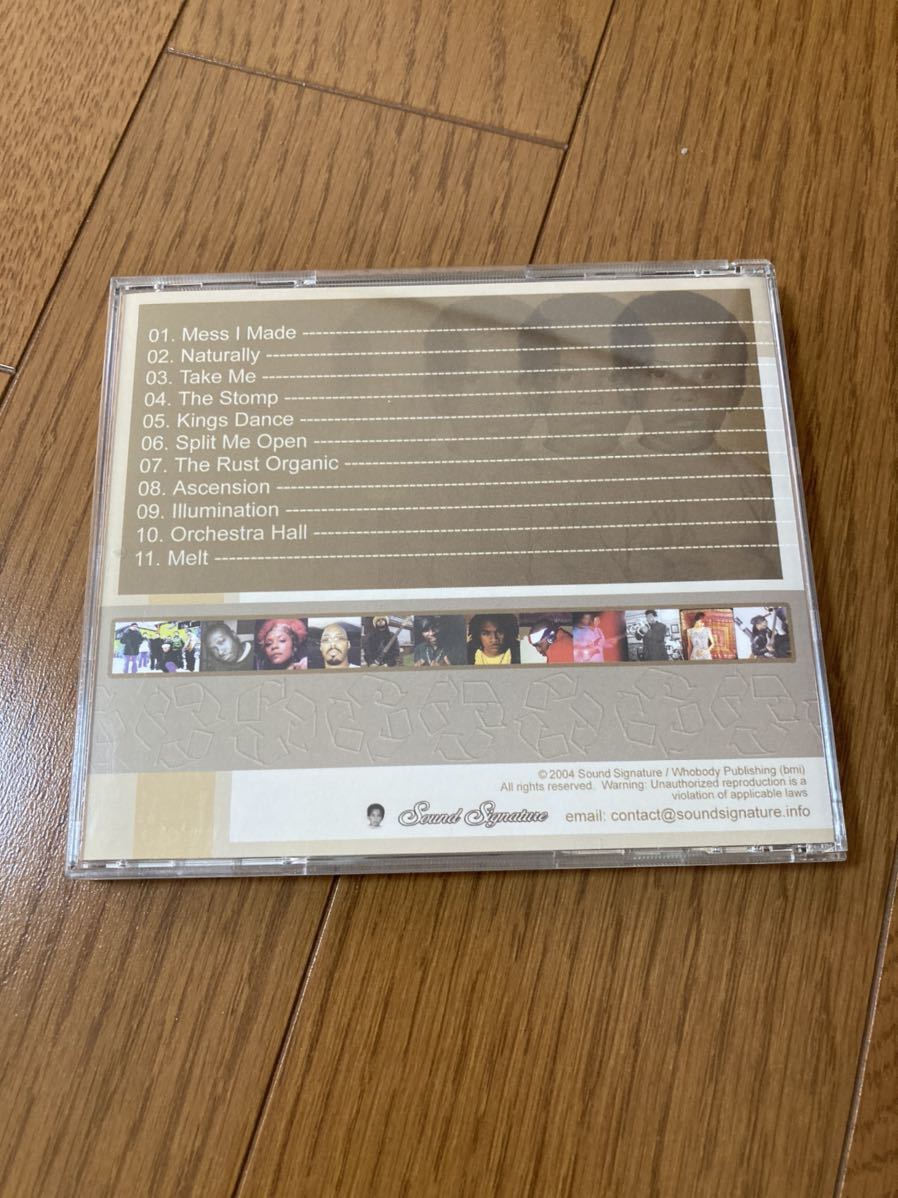 01. Mess I Made
02. Naturally
03. Take Me
04. The Stomp
05. Kings Dance
06. Split Me Open
07. The Rust Organic
08. Ascension
09. Illumination
10. Orchestra Hall
11. Melt
© 2004 Sound Signature / Whobody Publishing (bmi)
All rights reserved. Warning: Unauthorized reproduction is a
violation of applicable laws
Sound Signature email: contact@soundsignature.info